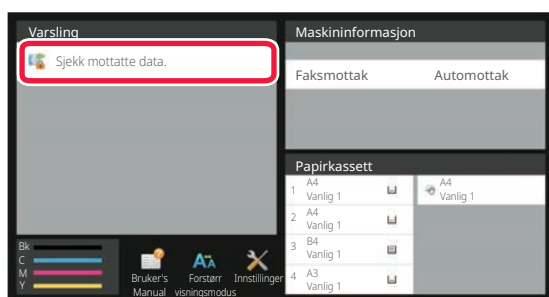 Varsling
Sjekk mottatte data.
Maskininformasjon
Faksmottak Automottak
Papirkassett
1 A4
Vanlig 1
A4
Vanlig 1
2 A4
Vanlig 1
3 B4
Vanlig 1
4 A3
Vanlig 1
Bk
C
M
Y
Bruker's
Manual
Forstørr
visningsmodus
Innstillinger